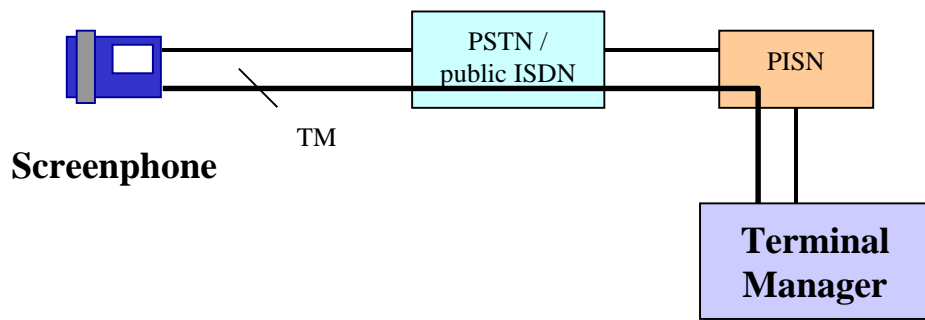 PSTN /
public ISDN
PISN
TM
Screenphone
Terminal
Manager